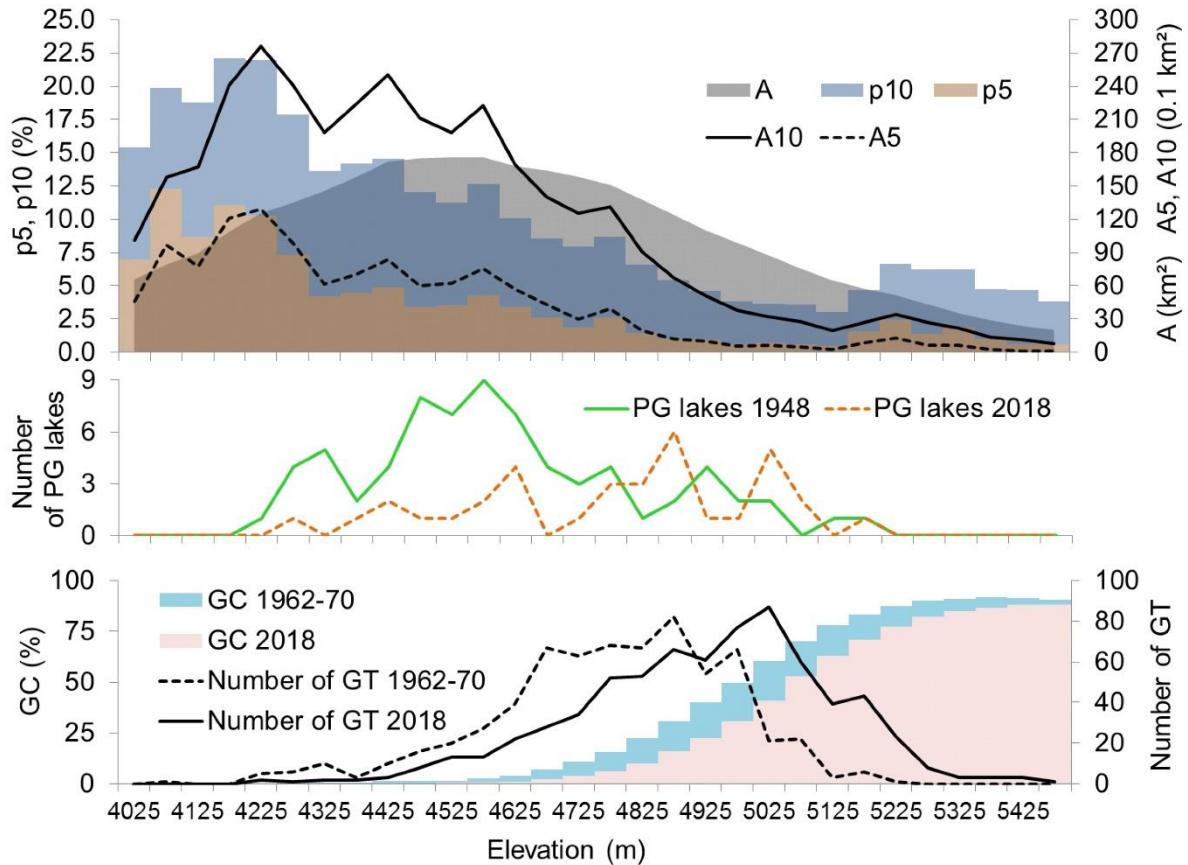 25.0
22.5
20.0
17.5
15.0
12.5
10.0
7.5
5.0
2.5
0.0
p5, p10 (%)
A p10 p5
A10 A5
300
270
240
210
180
150
120
90
60
30
0
A (km²) A5, A10 (0.1 km²)
9
6
3
0
Number
of PG lakes
PG lakes 1948 PG lakes 2018
100
75
50
25
0
GC (%)
GC 1962-70
GC 2018
Number of GT 1962-70
Number of GT 2018
100
80
60
40
20
0
Number of GT
4025 4125 4225 4325 4425 4525 4625 4725 4825 4925 5025 5125 5225 5325 5425
Elevation (m)